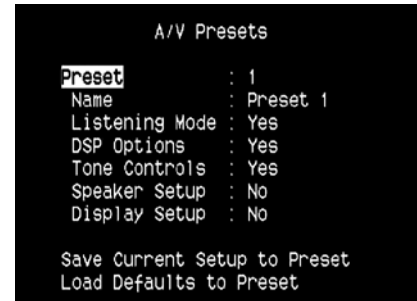 A/V Presets
Preset : 1
Name : Preset 1
Listening Mode : Yes
DSP Options : Yes
Tone Controls : Yes
Speaker Setup : No
Display Setup : No
Save Current Setup to Preset
Load Defaults to Preset